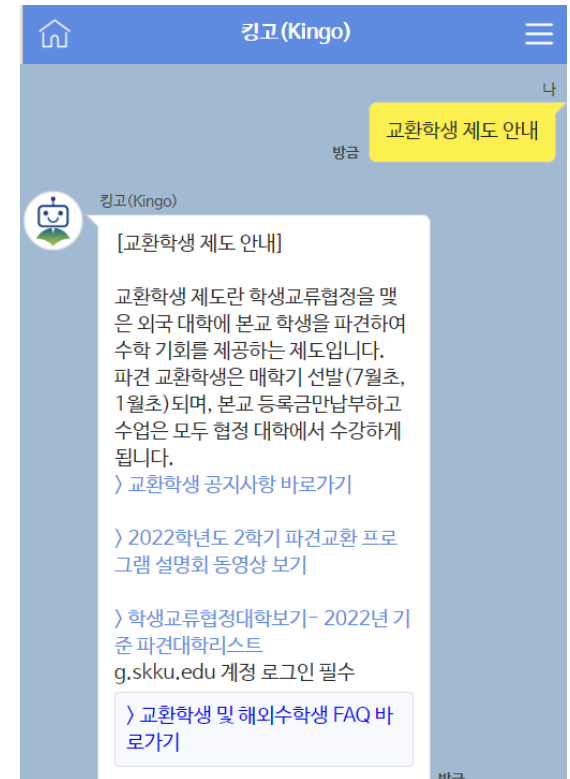 킹고(Kingo)
나
교환학생 제도 안내
방금
킹고(Kingo)
[교환학생 제도 안내]
교환학생 제도란 학생교류협정을 맺
은 외국 대학에 본교 학생을 파견하여
수학 기회를 제공하는 제도입니다.
파견 교환학생은 매학기 선발(7월초,
1월초)되며, 본교 등록금만납부하고
수업은 모두 협정 대학에서 수강하게
됩니다.
〉교환학생 공지사항 바로가기
〉2022학년도 2학기 파견교환 프로
그램 설명회 동영상 보기
〉학생교류협정대학보기- 2022년 기
준 파견대학리스트
g.skku.edu 계정 로그인 필수
〉교환학생 및 해외수학생 FAQ 바
로가기
방금